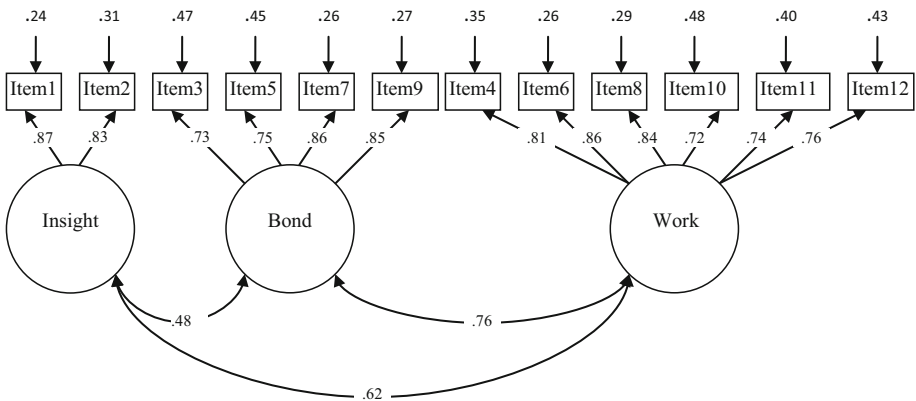 .24 .31 .47 .45 .26 .27 .35 .26 .29 .48 .40 .43
Item1 Item2 Item3 Item5 Item7 Item9 Item4 Item6 Item8 Item10 Item11 Item12
.87 .83 .73 .75 .86 .85 .81 .86 .84 .72 .74 .76
Insight Bond Work
.48 .76
.62